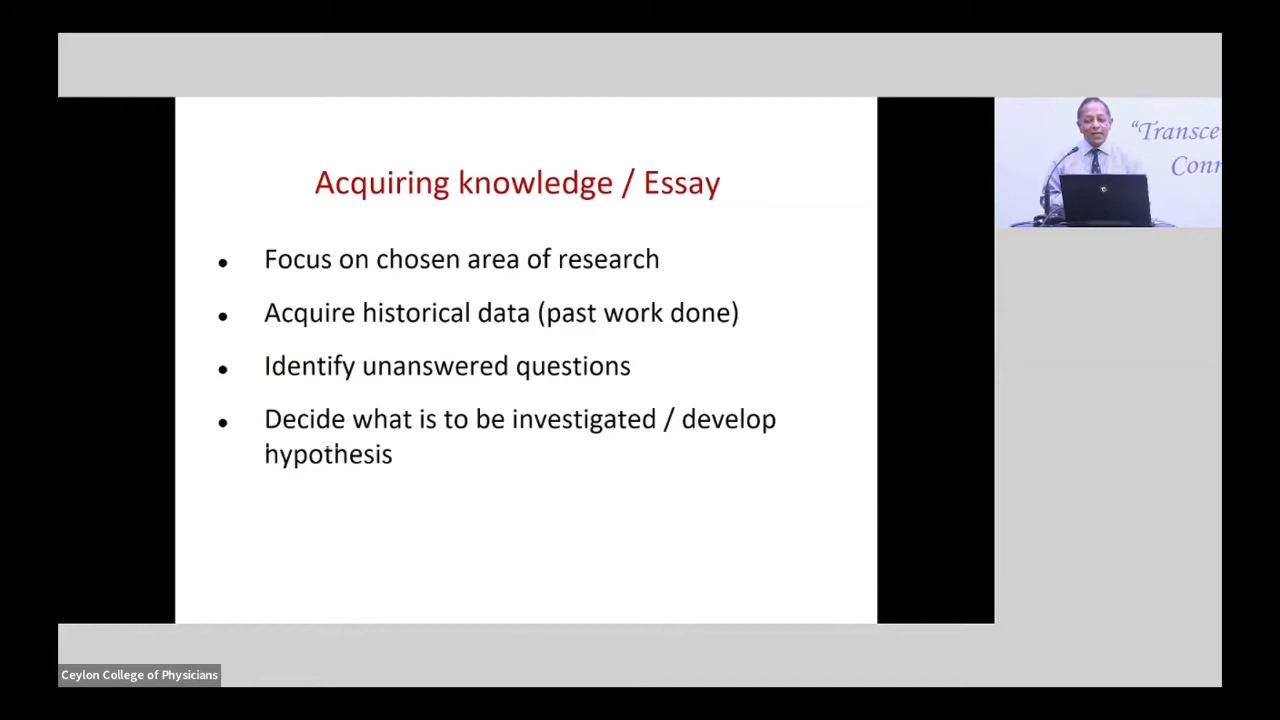 Acquiring knowledge / Essay
• Focus on chosen area of research
• Acquire historical data (past work done)
• Identify unanswered questions
• Decide what is to be investigated / develop
hypothesis
“Transce
Conn
Ceylon College of Physicians